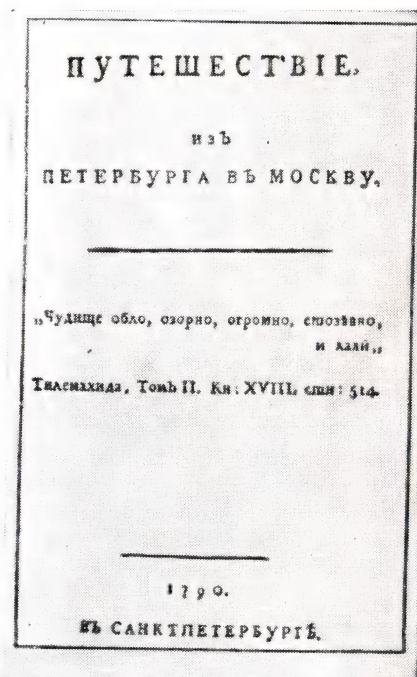 ПУТЕШЕСТВІЕ,
изЪ
ПЕТЕРБУРГА ВЪ МОСКВУ,
„Чудище обло, озорно, огромно, стозѣвно,
и лаяй„
Тилемахида, Томъ II. Кн: XVIII. сти: 514.
1790.
ВЪ САНКТПЕТЕРБУРГѢ.